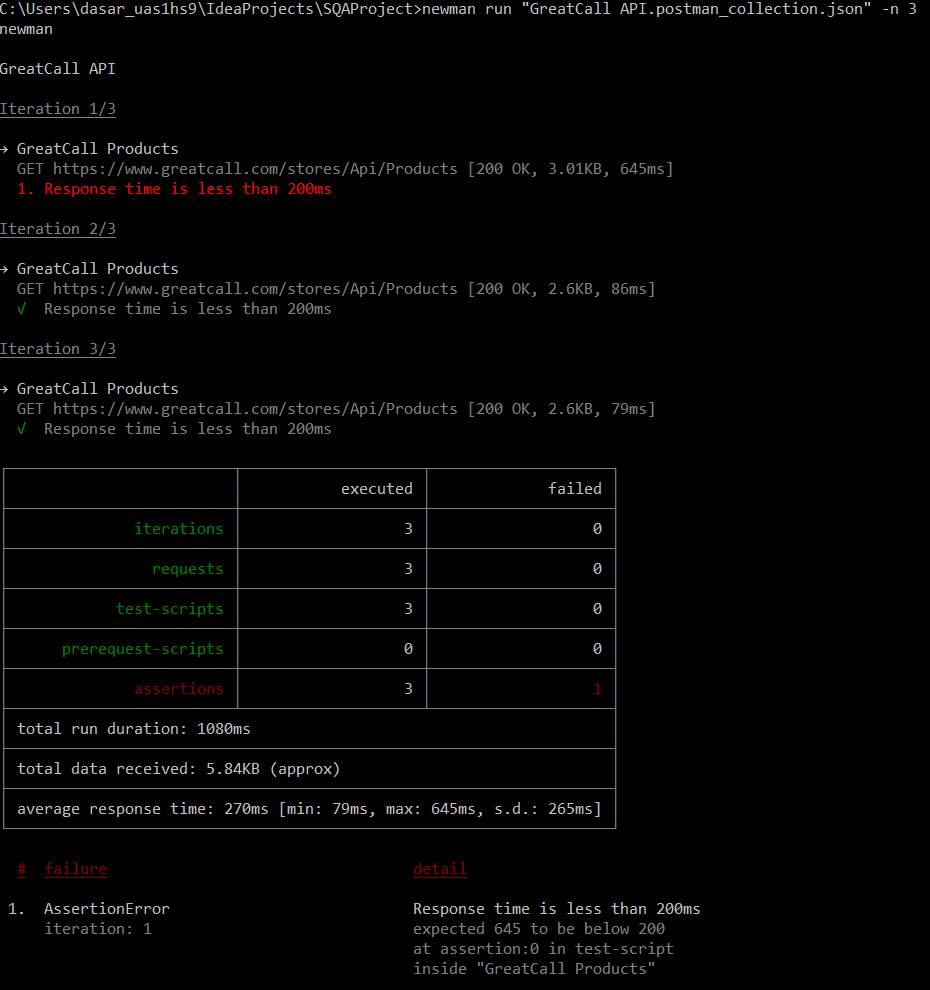 C:\Users\dasar_uas1hs9\IdeaProjects\SQAProject>newman run "GreatCall API.postman_collection.json" -n 3
newman
GreatCall API
Iteration 1/3
→ GreatCall Products
GET https://www.greatcall.com/stores/Api/Products [200 OK, 3.01KB, 645ms]
1. Response time is less than 200ms
Iteration 2/3
→ GreatCall Products
GET https://www.greatcall.com/stores/Api/Products [200 OK, 2.6KB, 86ms]
√ Response time is less than 200ms
Iteration 3/3
→ GreatCall Products
GET https://www.greatcall.com/stores/Api/Products [200 OK, 2.6KB, 79ms]
√ Response time is less than 200ms
executed failed
iterations 3 0
requests 3 0
test-scripts 3 0
prerequest-scripts 0 0
assertions 3 1
total run duration: 1080ms
total data received: 5.84KB (approx)
average response time: 270ms [min: 79ms, max: 645ms, s.d.: 265ms]
# failure detail
1. AssertionError Response time is less than 200ms
iteration: 1 expected 645 to be below 200
at assertion:0 in test-script
inside "GreatCall Products"